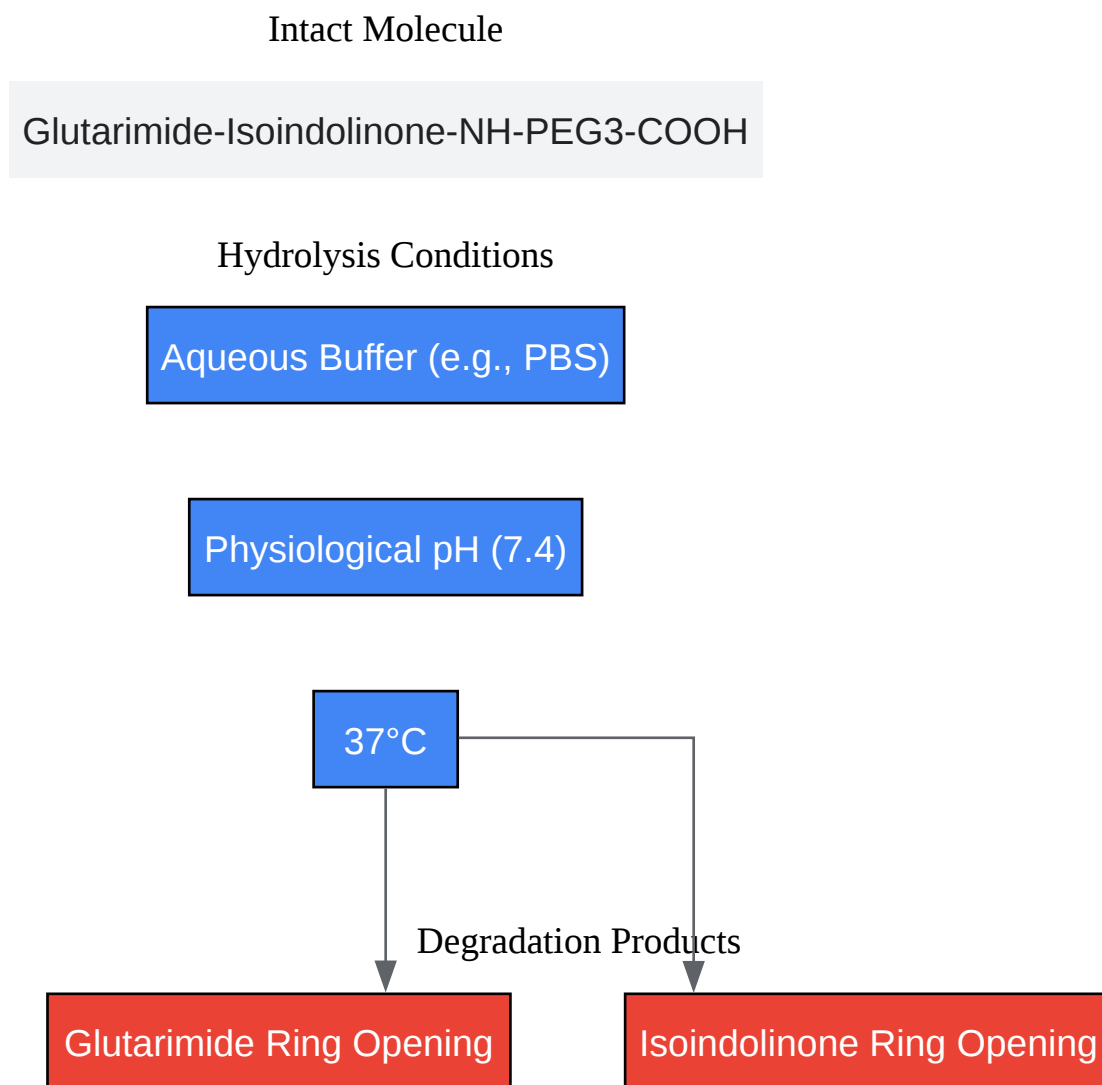 Intact Molecule
Glutarimide-Isoindolinone-NH-PEG3-COOH
Hydrolysis Conditions
Aqueous Buffer (e.g., PBS)
Physiological pH (7.4)
37°C
Degradation Products
Glutarimide Ring Opening
Isoindolinone Ring Opening